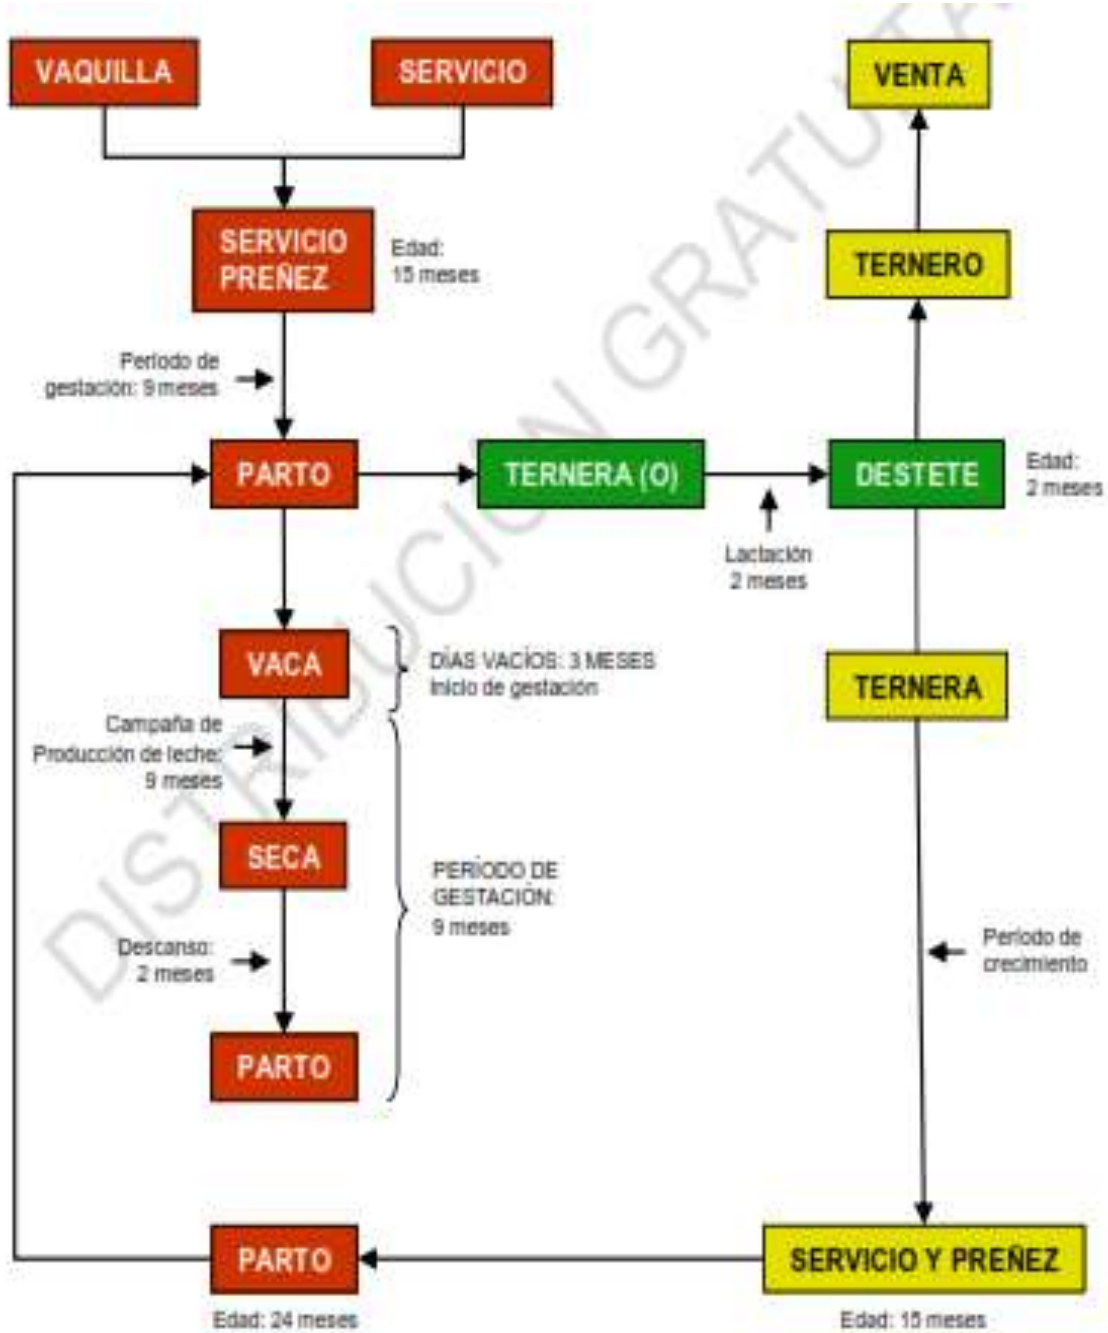 VAQUILLA
SERVICIO
VENTA
SERVICIO
PREÑEZ
Edad:
15 meses
TERNERO
Período de
gestación: 9 meses
PARTO
TERNERA (O)
DESTETE
Edad:
2 meses
Lactación
2 meses
VACA
DÍAS VACÍOS: 3 MESES
Inicio de gestación
TERNERA
Campaña de
Producción de leche:
9 meses
SECA
PERÍODO DE
GESTACIÓN:
9 meses
Descanso:
2 meses
Período de
crecimiento
PARTO
PARTO
SERVICIO Y PREÑEZ
Edad: 24 meses
Edad: 15 meses
DISTRIBUCIÓN GRATUITA